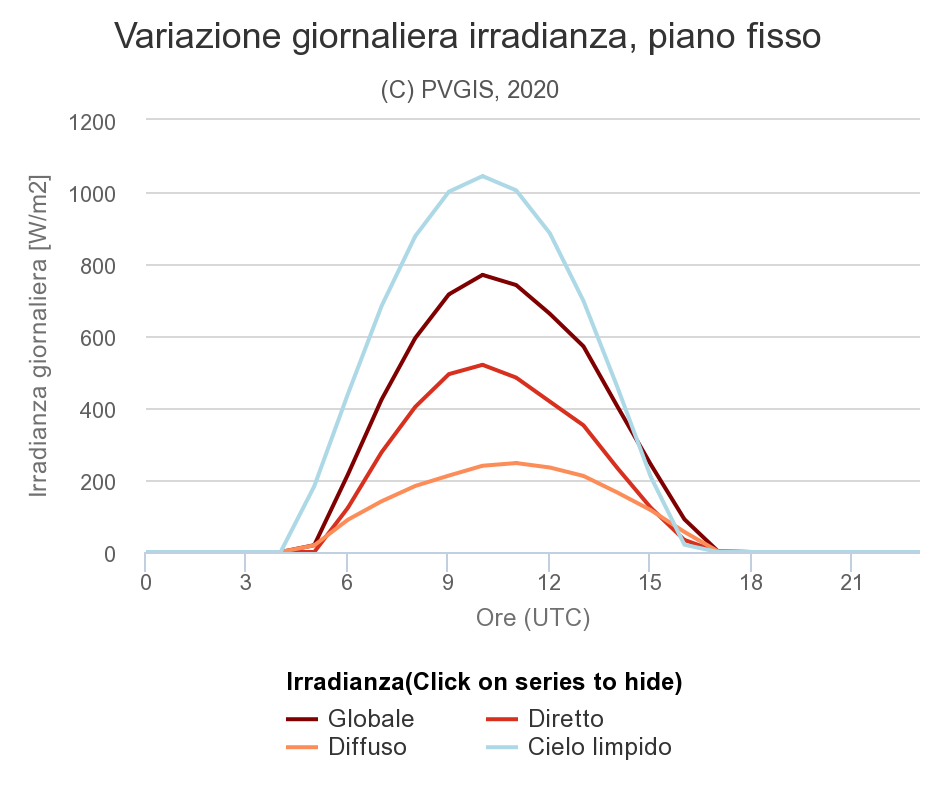 Variazione giornaliera irradianza, piano fisso
(C) PVGIS, 2020
Irradianza giornaliera [W/m2]
1200
1000
800
600
400
200
0
0 3 6 9 12 15 18 21
Ore (UTC)
Irradianza(Click on series to hide)
Globale Diretto
Diffuso Cielo limpido